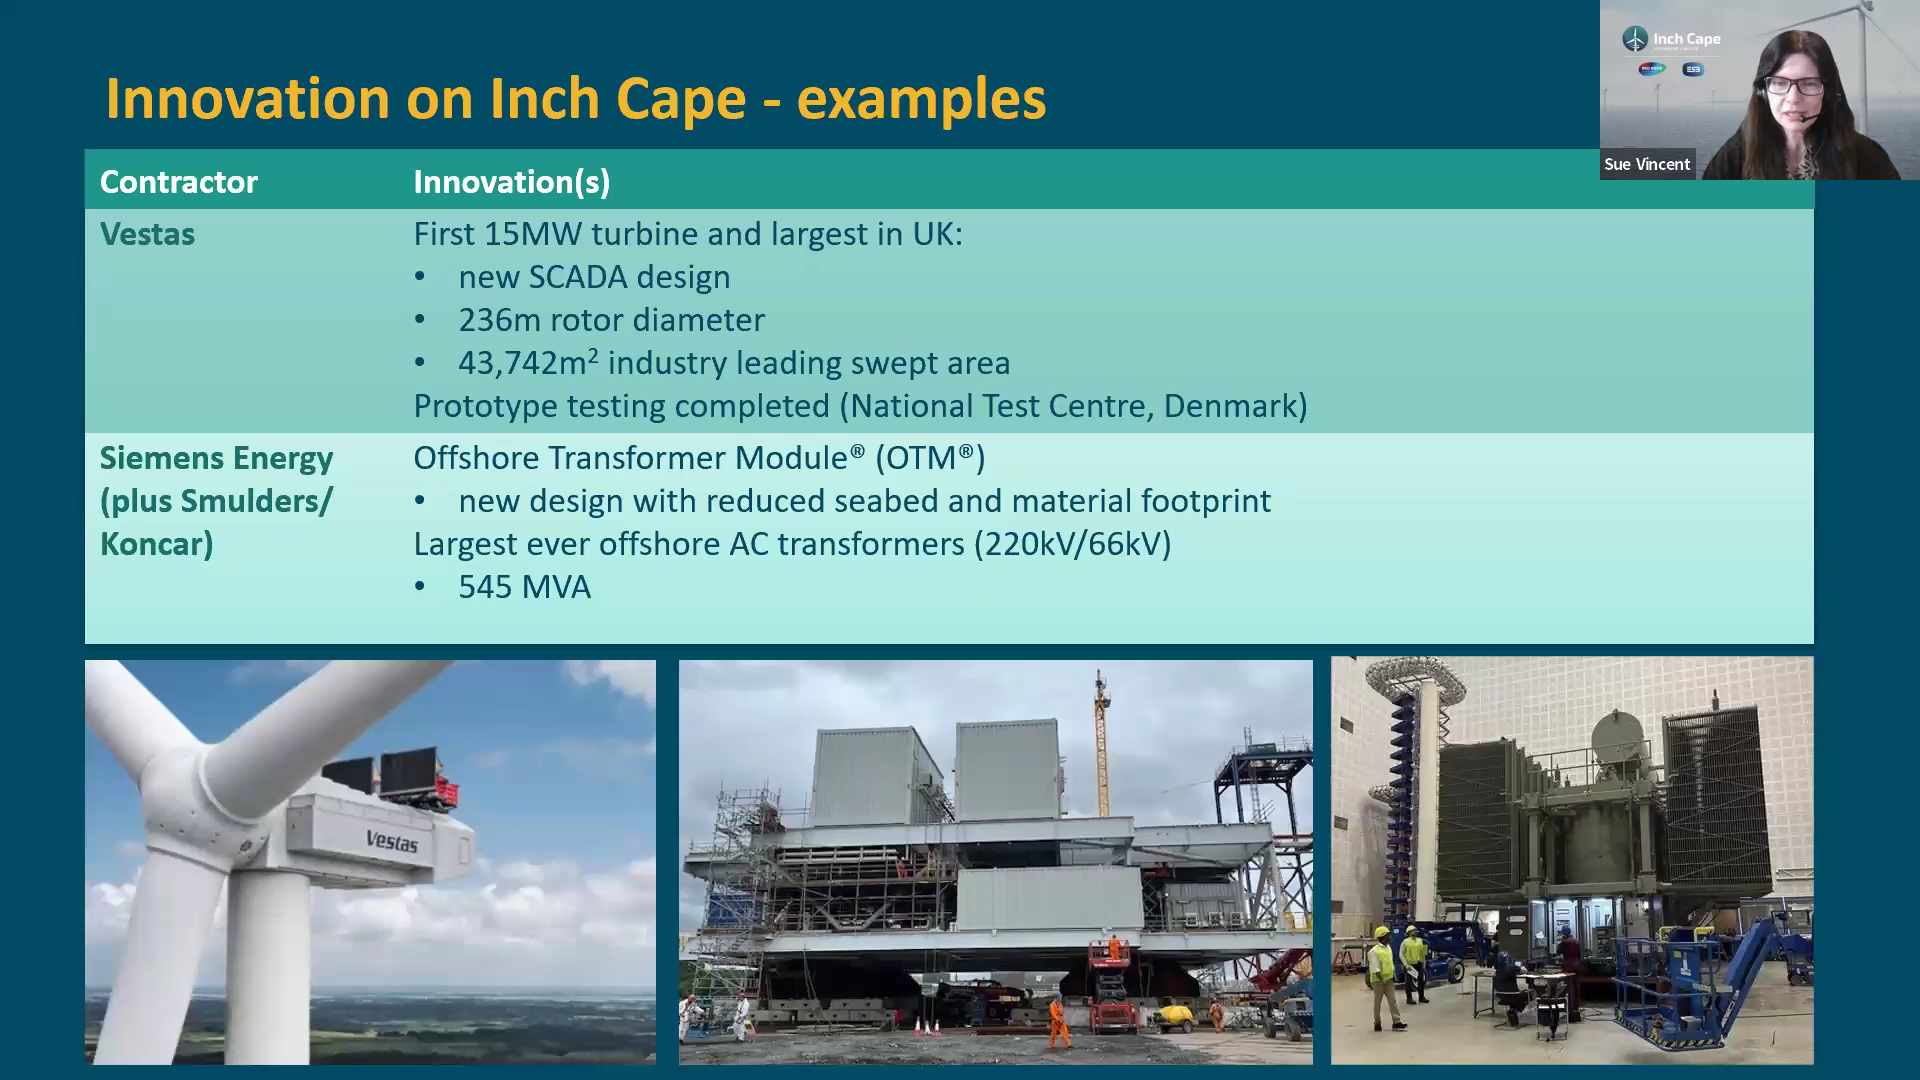 Inch Cape
Sue Vincent
Innovation on Inch Cape - examples
Contractor
Innovation(s)
Vestas
First 15MW turbine and largest in UK:
• new SCADA design
• 236m rotor diameter
• 43,742m² industry leading swept area
Prototype testing completed (National Test Centre, Denmark)
Siemens Energy
(plus Smulders/
Koncar)
Offshore Transformer Module® (OTM®)
• new design with reduced seabed and material footprint
Largest ever offshore AC transformers (220kV/66kV)
• 545 MVA
Vestas